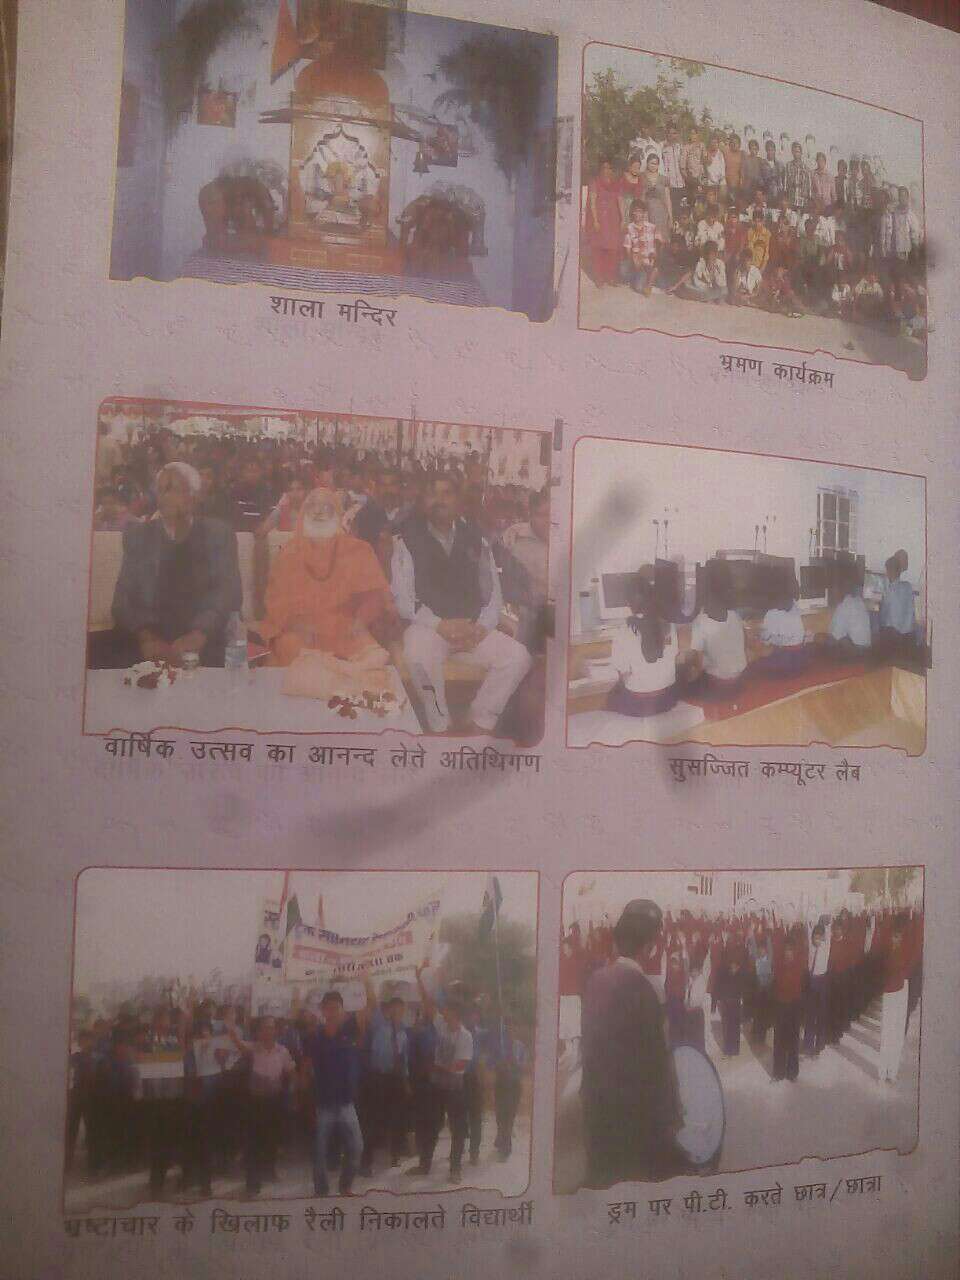 शाला मन्दिर
भ्रमण कार्यक्रम
वार्षिक उत्सव का आनन्द लेते अतिथिगण
सुसज्जित कम्प्यूटर लैब
भ्रष्टाचार के खिलाफ रैली निकालते विद्यार्थी
ड्रम पर पी.टी. करते छात्र/छात्रा